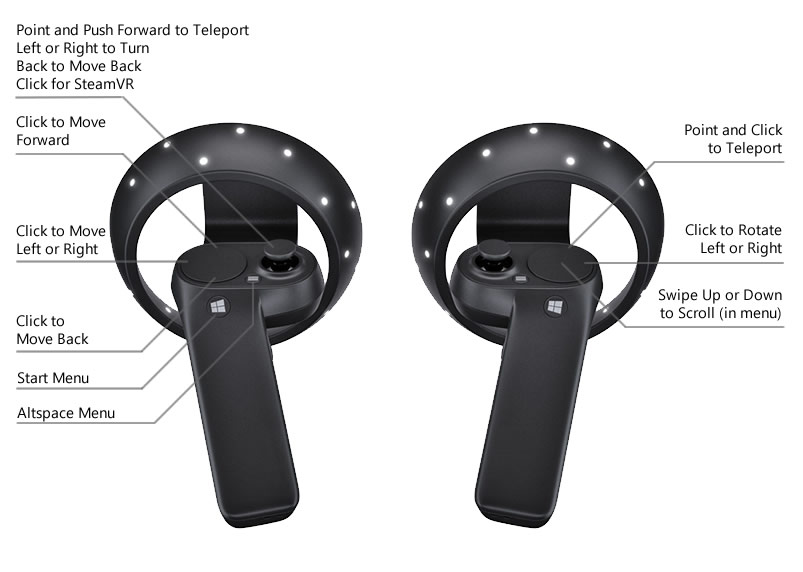 Point and Push Forward to Teleport
Left or Right to Turn
Back to Move Back
Click for SteamVR
Click to Move
Forward
Click to Move
Left or Right
Click to
Move Back
Start Menu
Altspace Menu
Point and Click
to Teleport
Click to Rotate
Left or Right
Swipe Up or Down
to Scroll (in menu)